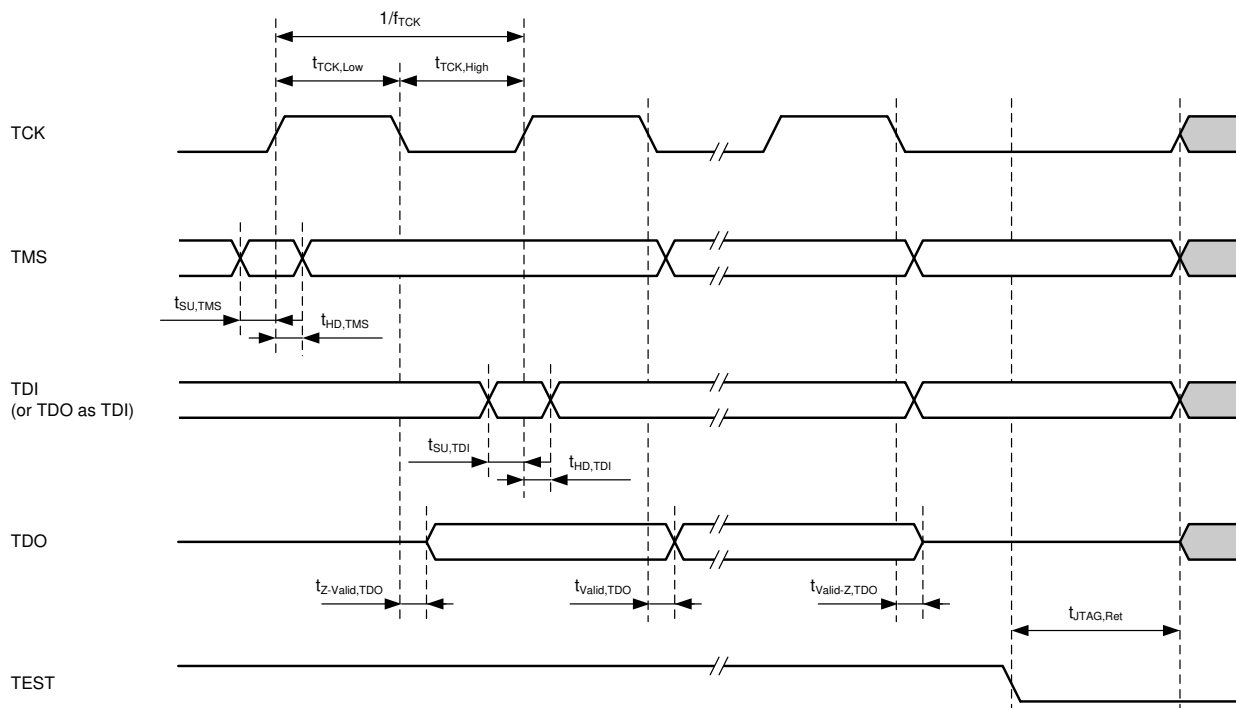 1/fTCK
tTCK,Low tTCK,High
TCK
TMS
tSU,TMS
tHD,TMS
TDI
(or TDO as TDI)
tSU,TDI
tHD,TDI
TDO
tZ-Valid,TDO tValid,TDO tValid-Z,TDO
tJTAG,Ret
TEST